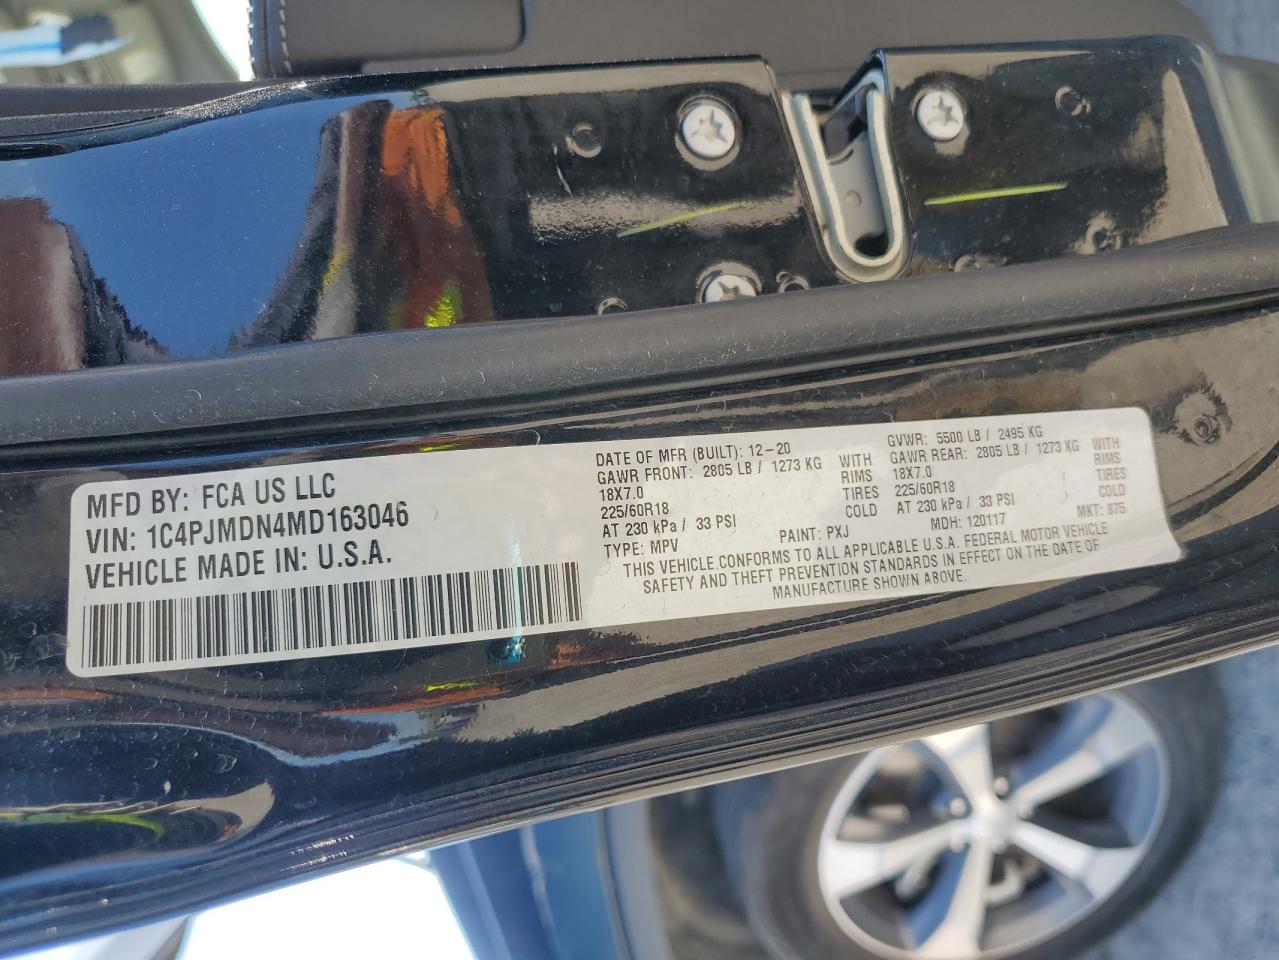 MFD BY: FCA US LLC
VIN: 1C4PJMDN4MD163046
VEHICLE MADE IN: U.S.A.
DATE OF MFR (BUILT): 12-20 GVWR: 5500 LB / 2495 KG
GAWR FRONT: 2805 LB / 1273 KG WITH GAWR REAR: 2805 LB / 1273 KG WITH
18X7.0 RIMS 18X7.0 RIMS
225/60R18 TIRES 225/60R18 TIRES
AT 230 kPA/ 33 PSI COLD AT 230 kPA/ 33 PSI COLD
TYPE: MPV PAINT: PXJ MDH: 120117 MKT: 875
THIS VEHICLE CONFORMS TO ALL APPLICABLE U.S.A. FEDERAL MOTOR VEHICLE
SAFETY AND THEFT PREVENTION STANDARDS IN EFFECT ON THE DATE OF
MANUFACTURE SHOWN ABOVE.